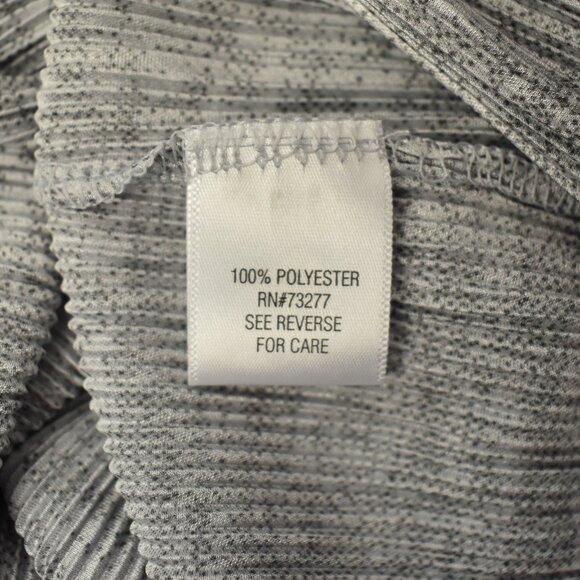 100% POLYESTER
RN#73277
SEE REVERSE
FOR CARE